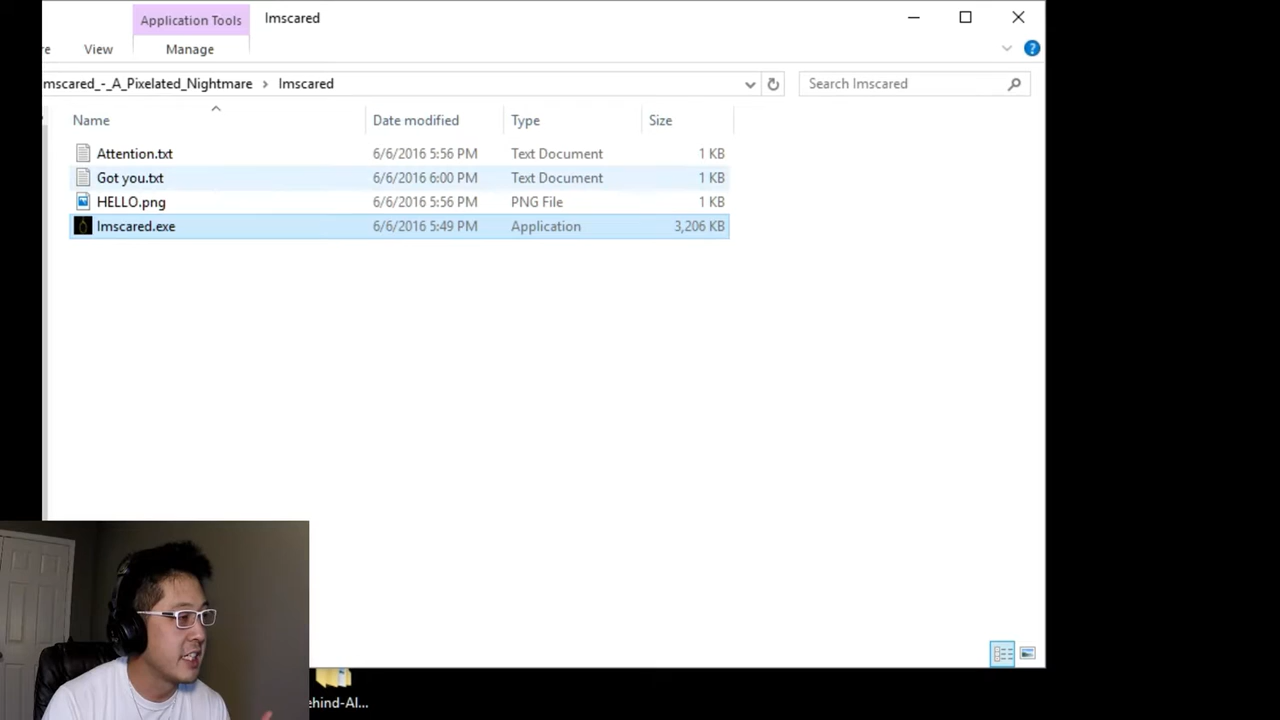 Application Tools Imscared
re View Manage
mscared_-_A_Pixelated_Nightmare > Imscared Search Imscared
Name Date modified Type Size
Attention.txt 6/6/2016 5:56 PM Text Document 1 KB
Got you.txt 6/6/2016 6:00 PM Text Document 1 KB
HELLO.png 6/6/2016 5:56 PM PNG File 1 KB
Imscared.exe 6/6/2016 5:49 PM Application 3,206 KB
ehind-Al...